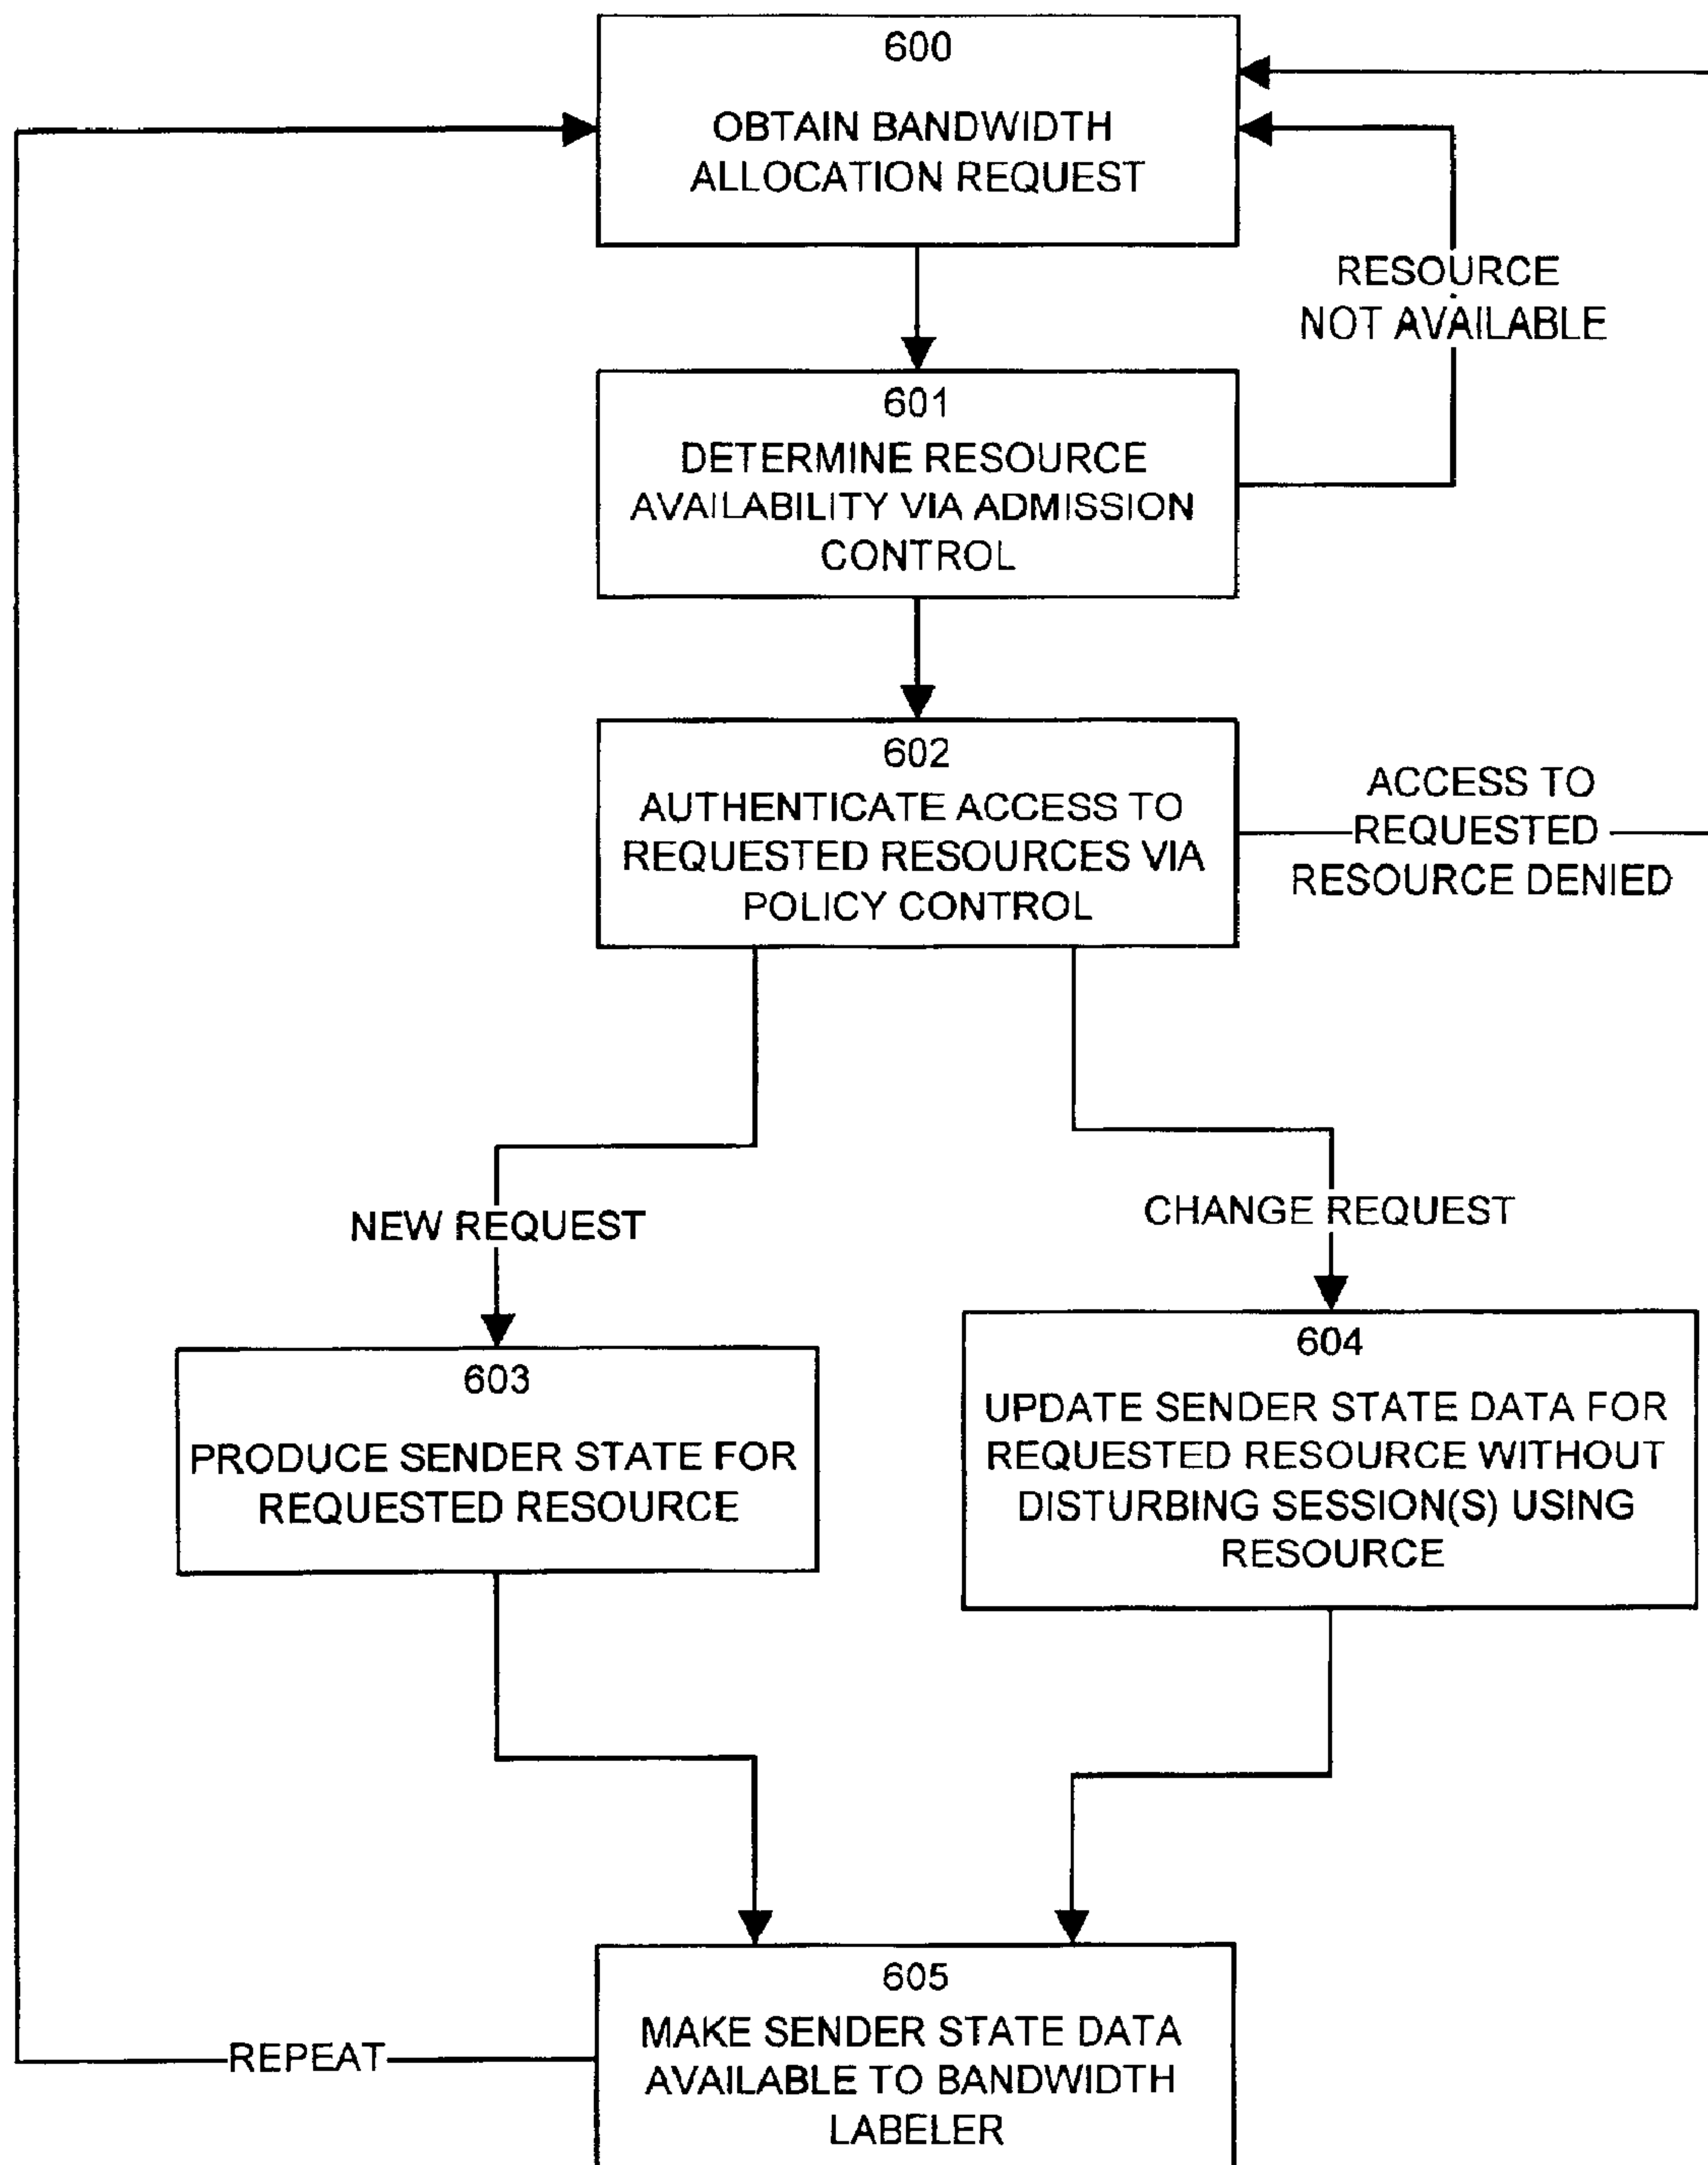 600
OBTAIN BANDWIDTH
ALLOCATION REQUEST
RESOURCE
NOT AVAILABLE
601
DETERMINE RESOURCE
AVAILABILITY VIA ADMISSION
CONTROL
602
AUTHENTICATE ACCESS TO
REQUESTED RESOURCES VIA
POLICY CONTROL
ACCESS TO
REQUESTED
RESOURCE DENIED
NEW REQUEST
CHANGE REQUEST
603
PRODUCE SENDER STATE FOR
REQUESTED RESOURCE
604
UPDATE SENDER STATE DATA FOR
REQUESTED RESOURCE WITHOUT
DISTURBING SESSION(S) USING
RESOURCE
605
MAKE SENDER STATE DATA
AVAILABLE TO BANDWIDTH
LABELER
REPEAT